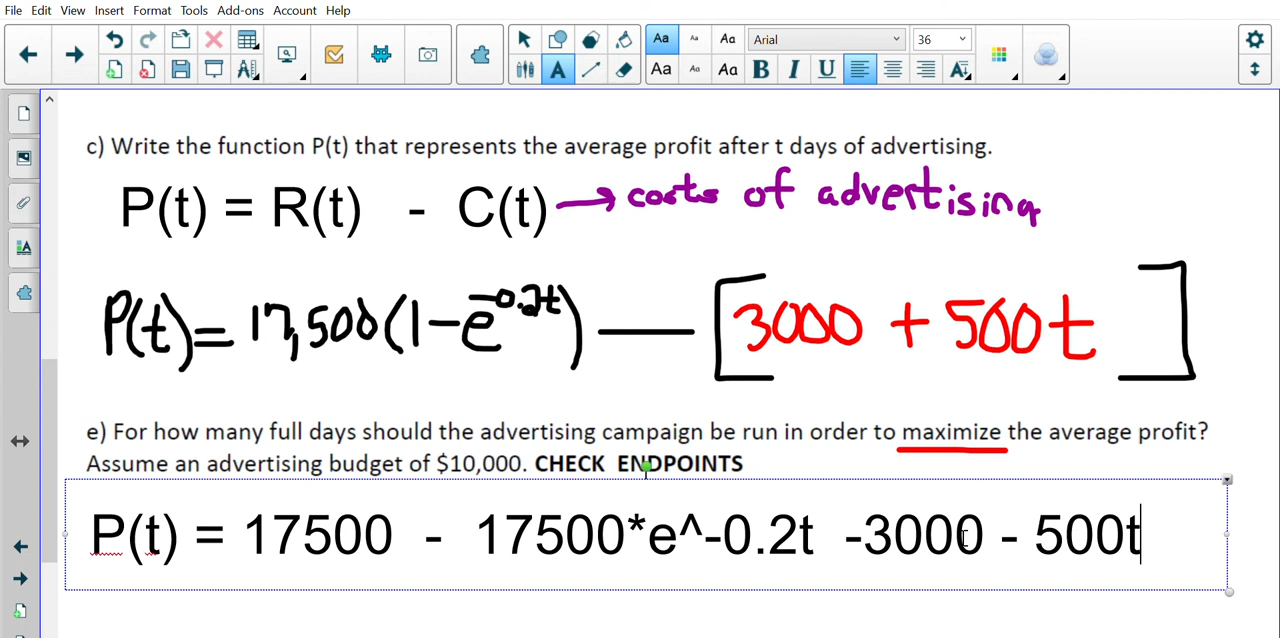 File Edit View Insert Format Tools Add-ons Account Help
Aa Aa Aa Arial 36
A Aa Aa Aa B I U A
c) Write the function P(t) that represents the average profit after t days of advertising.
P(t) = R(t) - C(t) → costs of advertising
P(t) = 17,500(1-e^-0.2t) — [3000 + 500t]
e) For how many full days should the advertising campaign be run in order to maximize the average profit?
Assume an advertising budget of $10,000. CHECK ENDPOINTS
P(t) = 17500 - 17500*e^-0.2t -3000 - 500t